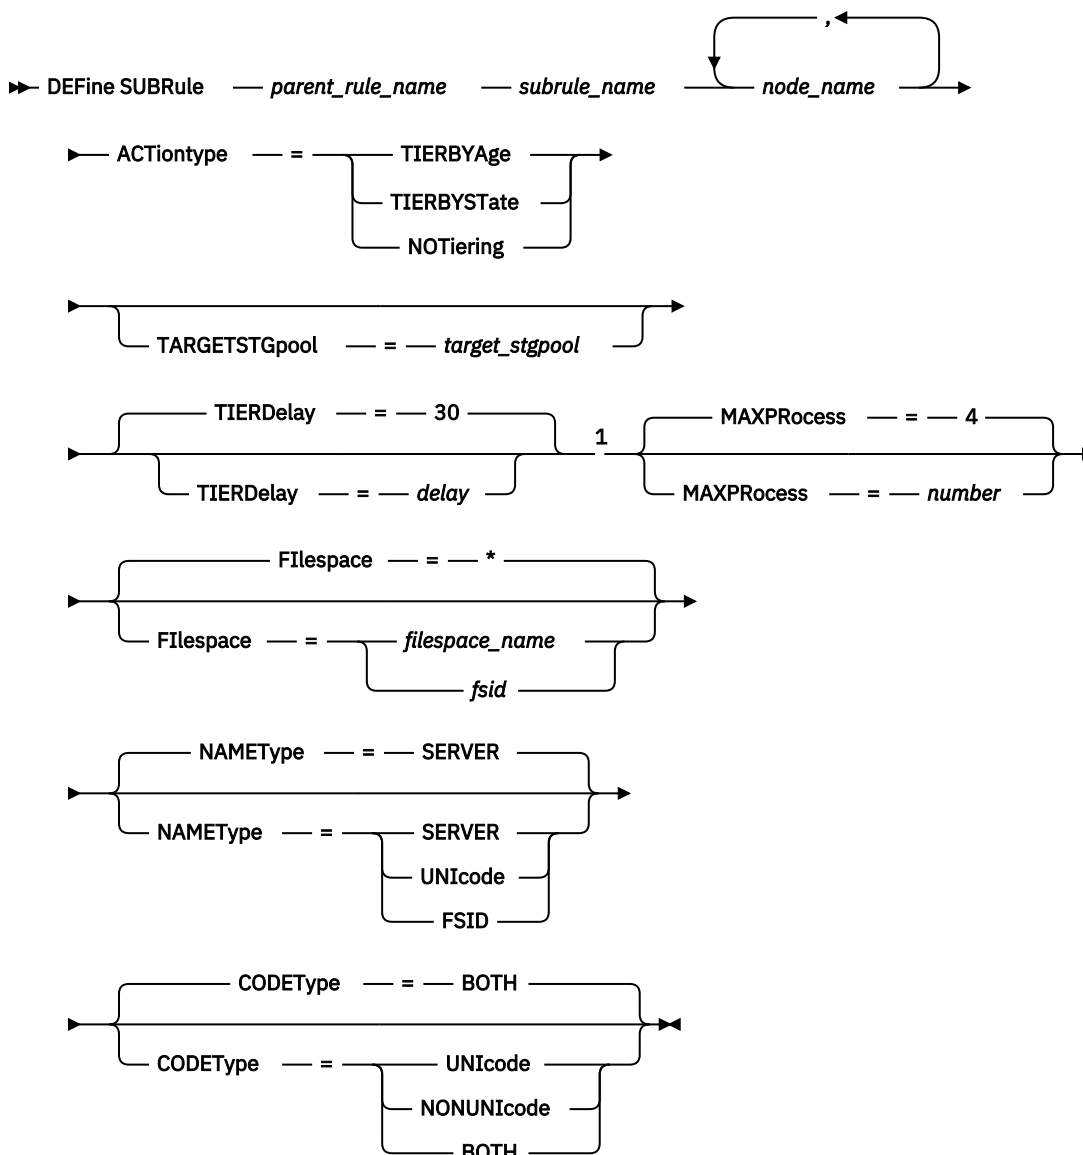 ,
DEFine SUBRule parent_rule_name subrule_name node_name
ACTiontype = TIERBYAge
TIERBYSTate
NOTiering
TARGETSTGpool = target_stgpool
TIERDelay = 30
1
MAXPRocess = 4
TIERDelay = delay
MAXPRocess = number
FIlespace = *
FIlespace = filespace_name
fsid
NAMEType = SERVER
NAMEType = SERVER
UNIcode
FSID
CODEType = BOTH
CODEType = UNIcode
NONUNIcode
BOTH